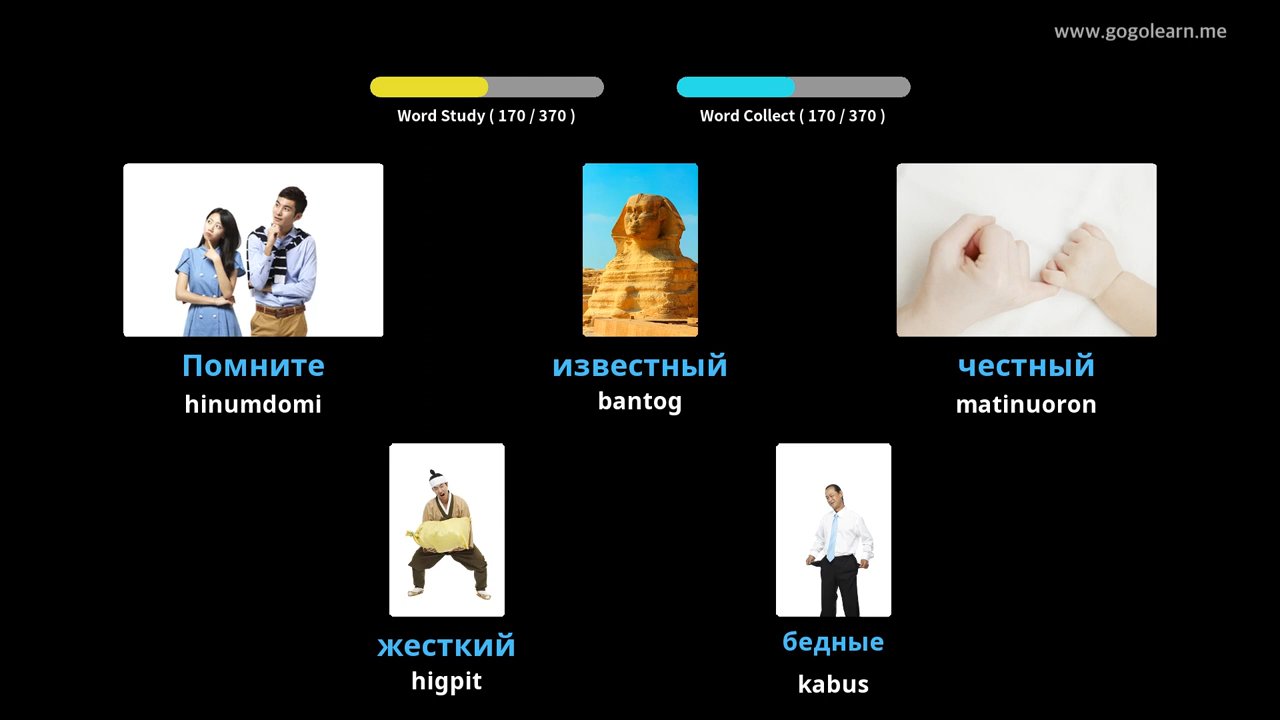 www.gogolearn.me
Word Study ( 170 / 370 )
Word Collect ( 170 / 370 )
Помните
hinumdomi
известный
bantog
честный
matinuoron
жесткий
higpit
бедные
kabus